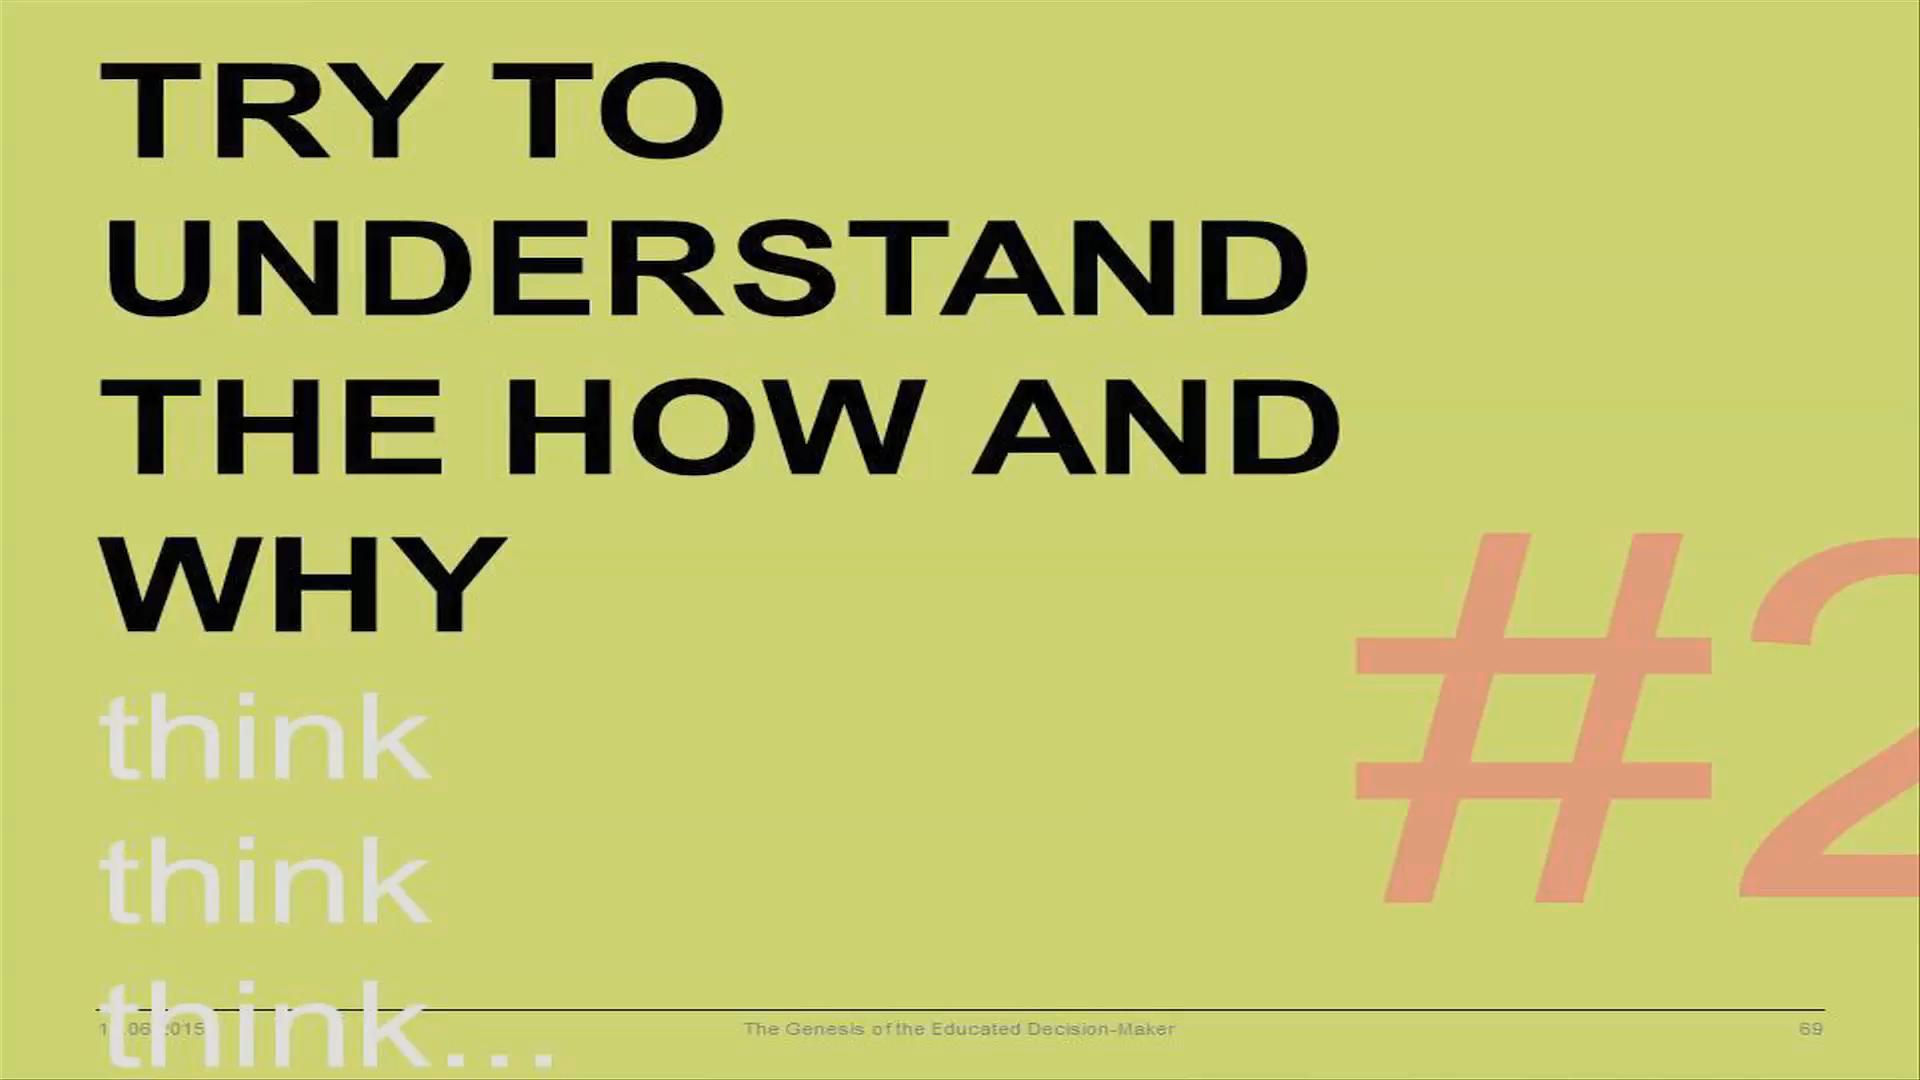 TRY TO
UNDERSTAND
THE HOW AND
WHY
#2
think
think
think...
The Genesis of the Educated Decision-Maker
69